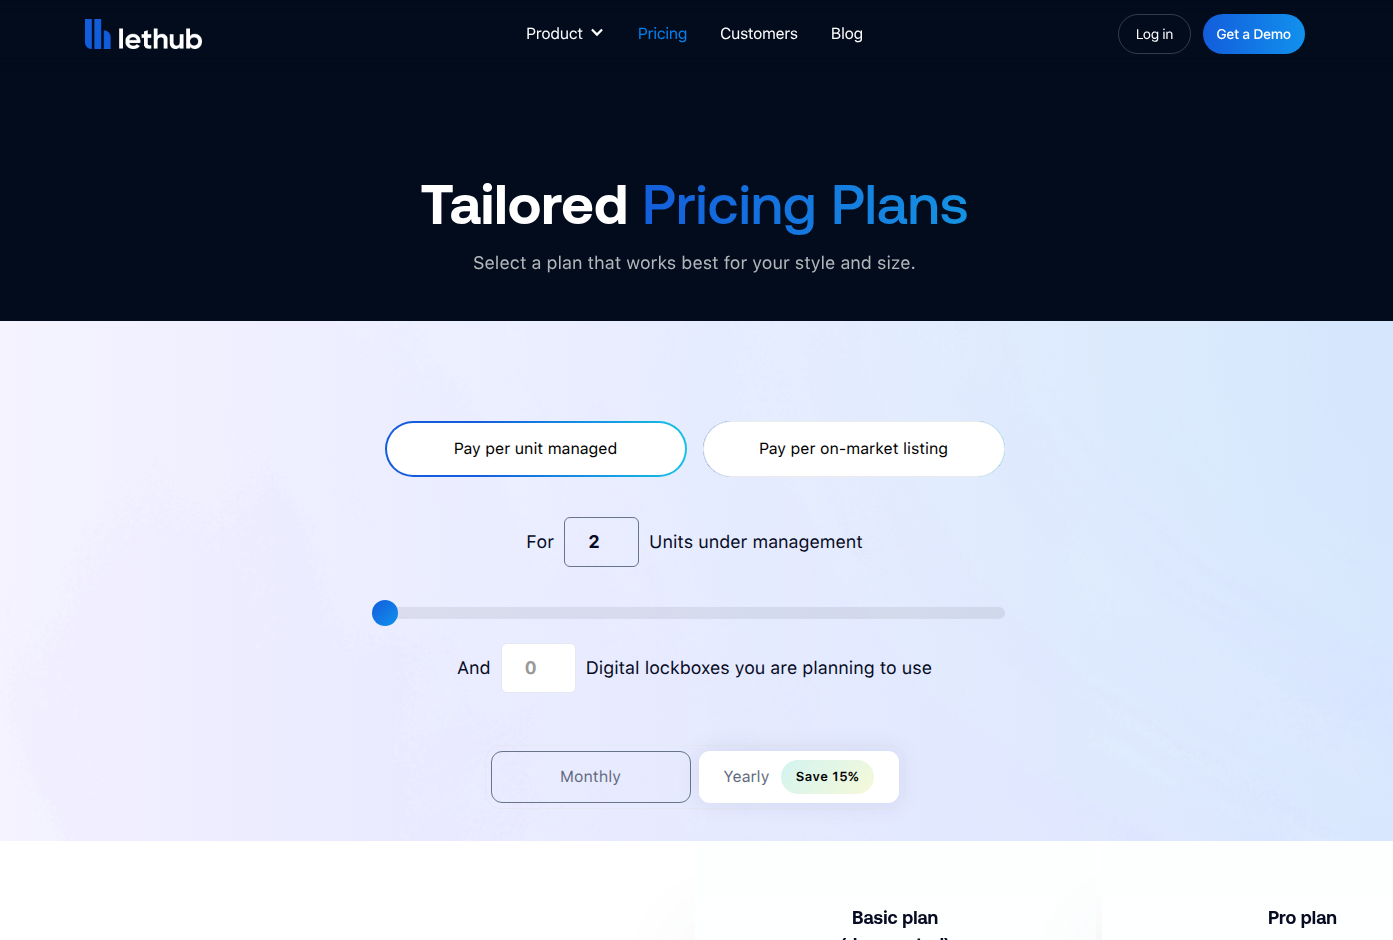 lethub
Product
Pricing
Customers
Blog
Log in
Get a Demo
Tailored Pricing Plans
Select a plan that works best for your style and size.
Pay per unit managed
Pay per on-market listing
For 2 Units under management
And 0 Digital lockboxes you are planning to use
Monthly
Yearly Save 15%
Basic plan
Pro plan